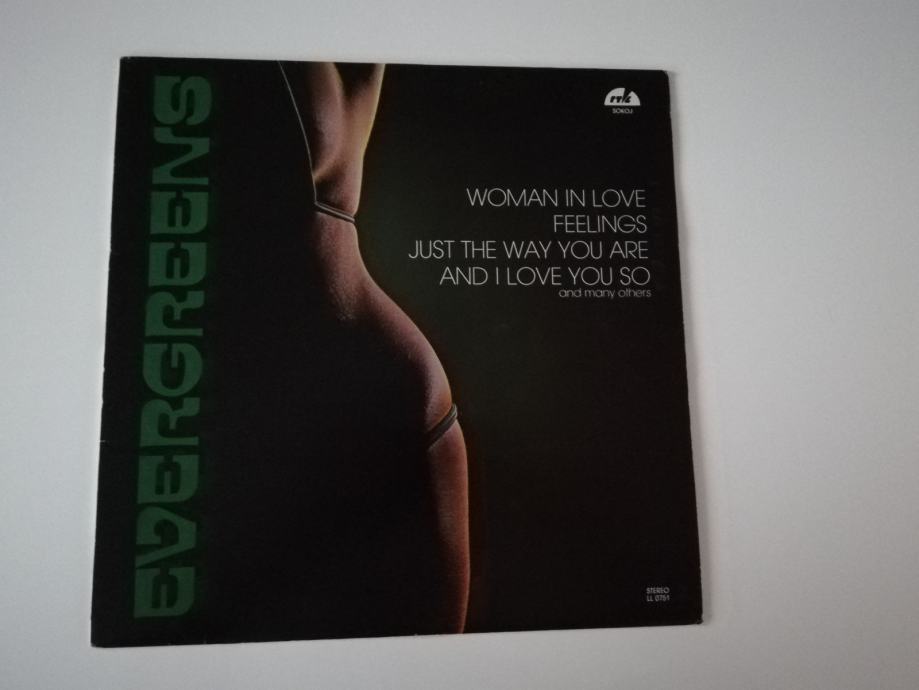 EVERGREENS
rtk
SOKOJ
WOMAN IN LOVE
FEELINGS
JUST THE WAY YOU ARE
AND I LOVE YOU SO
and many others
STEREO
LL 0751